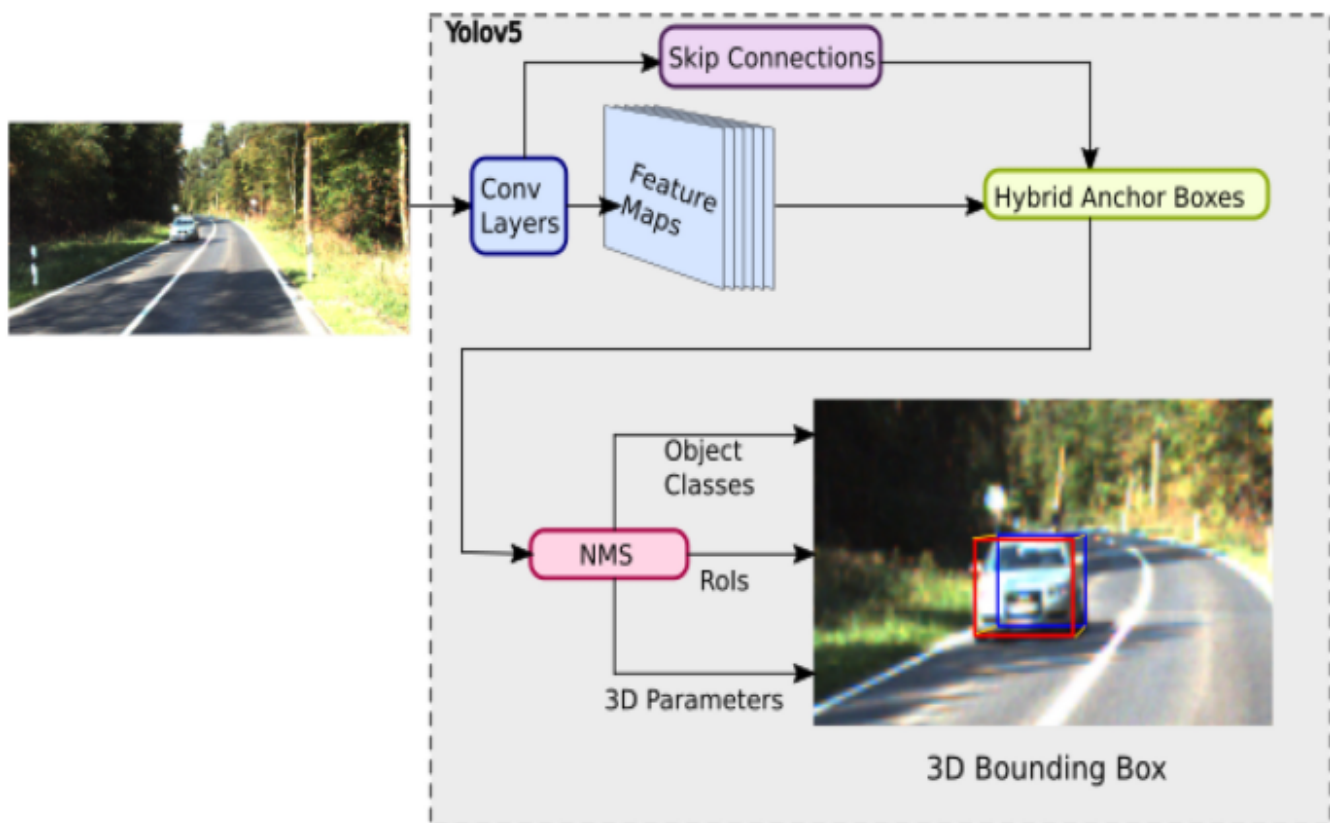 Yolov5
Skip Connections
Conv
Layers
Feature
Maps
Hybrid Anchor Boxes
Object
Classes
NMS
RoIs
3D Parameters
3D Bounding Box